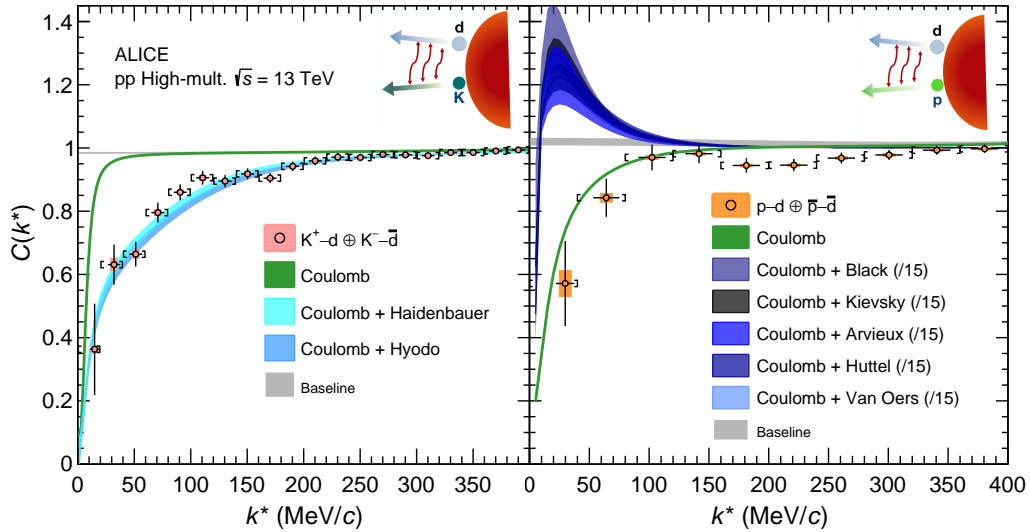 ALICE
pp High-mult. √s = 13 TeV
d
K
K⁺–d ⊕ K⁻–d̅
Coulomb
Coulomb + Haidenbauer
Coulomb + Hyodo
Baseline
C(k*)
0
0.2
0.4
0.6
0.8
1
1.2
1.4
0 50 100 150 200 250 300 350
k* (MeV/c)
d
p
p–d ⊕ p̅–d̅
Coulomb
Coulomb + Black (/15)
Coulomb + Kievsky (/15)
Coulomb + Arvieux (/15)
Coulomb + Huttel (/15)
Coulomb + Van Oers (/15)
Baseline
50 100 150 200 250 300 350 400
k* (MeV/c)